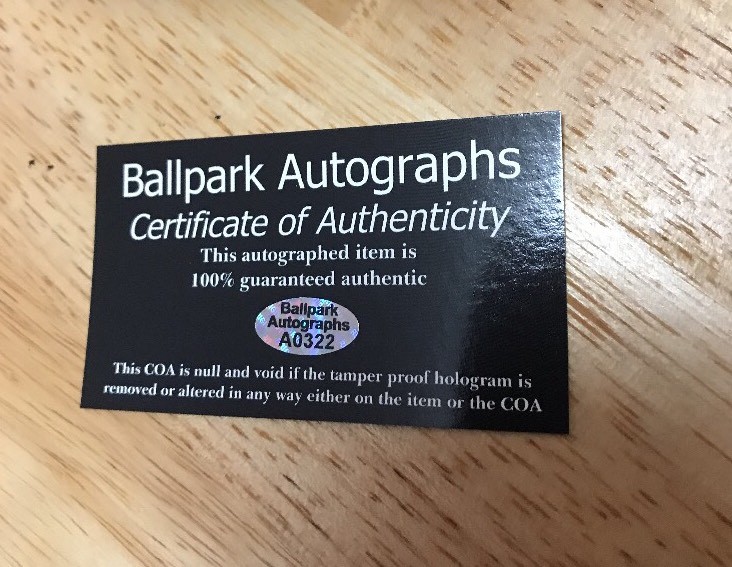 Ballpark Autographs
Certificate of Authenticity
This autographed item is
100% guaranteed authentic
Ballpark
Autographs
A0322
This COA is null and void if the tamper proof hologram is
removed or altered in any way either on the item or the COA